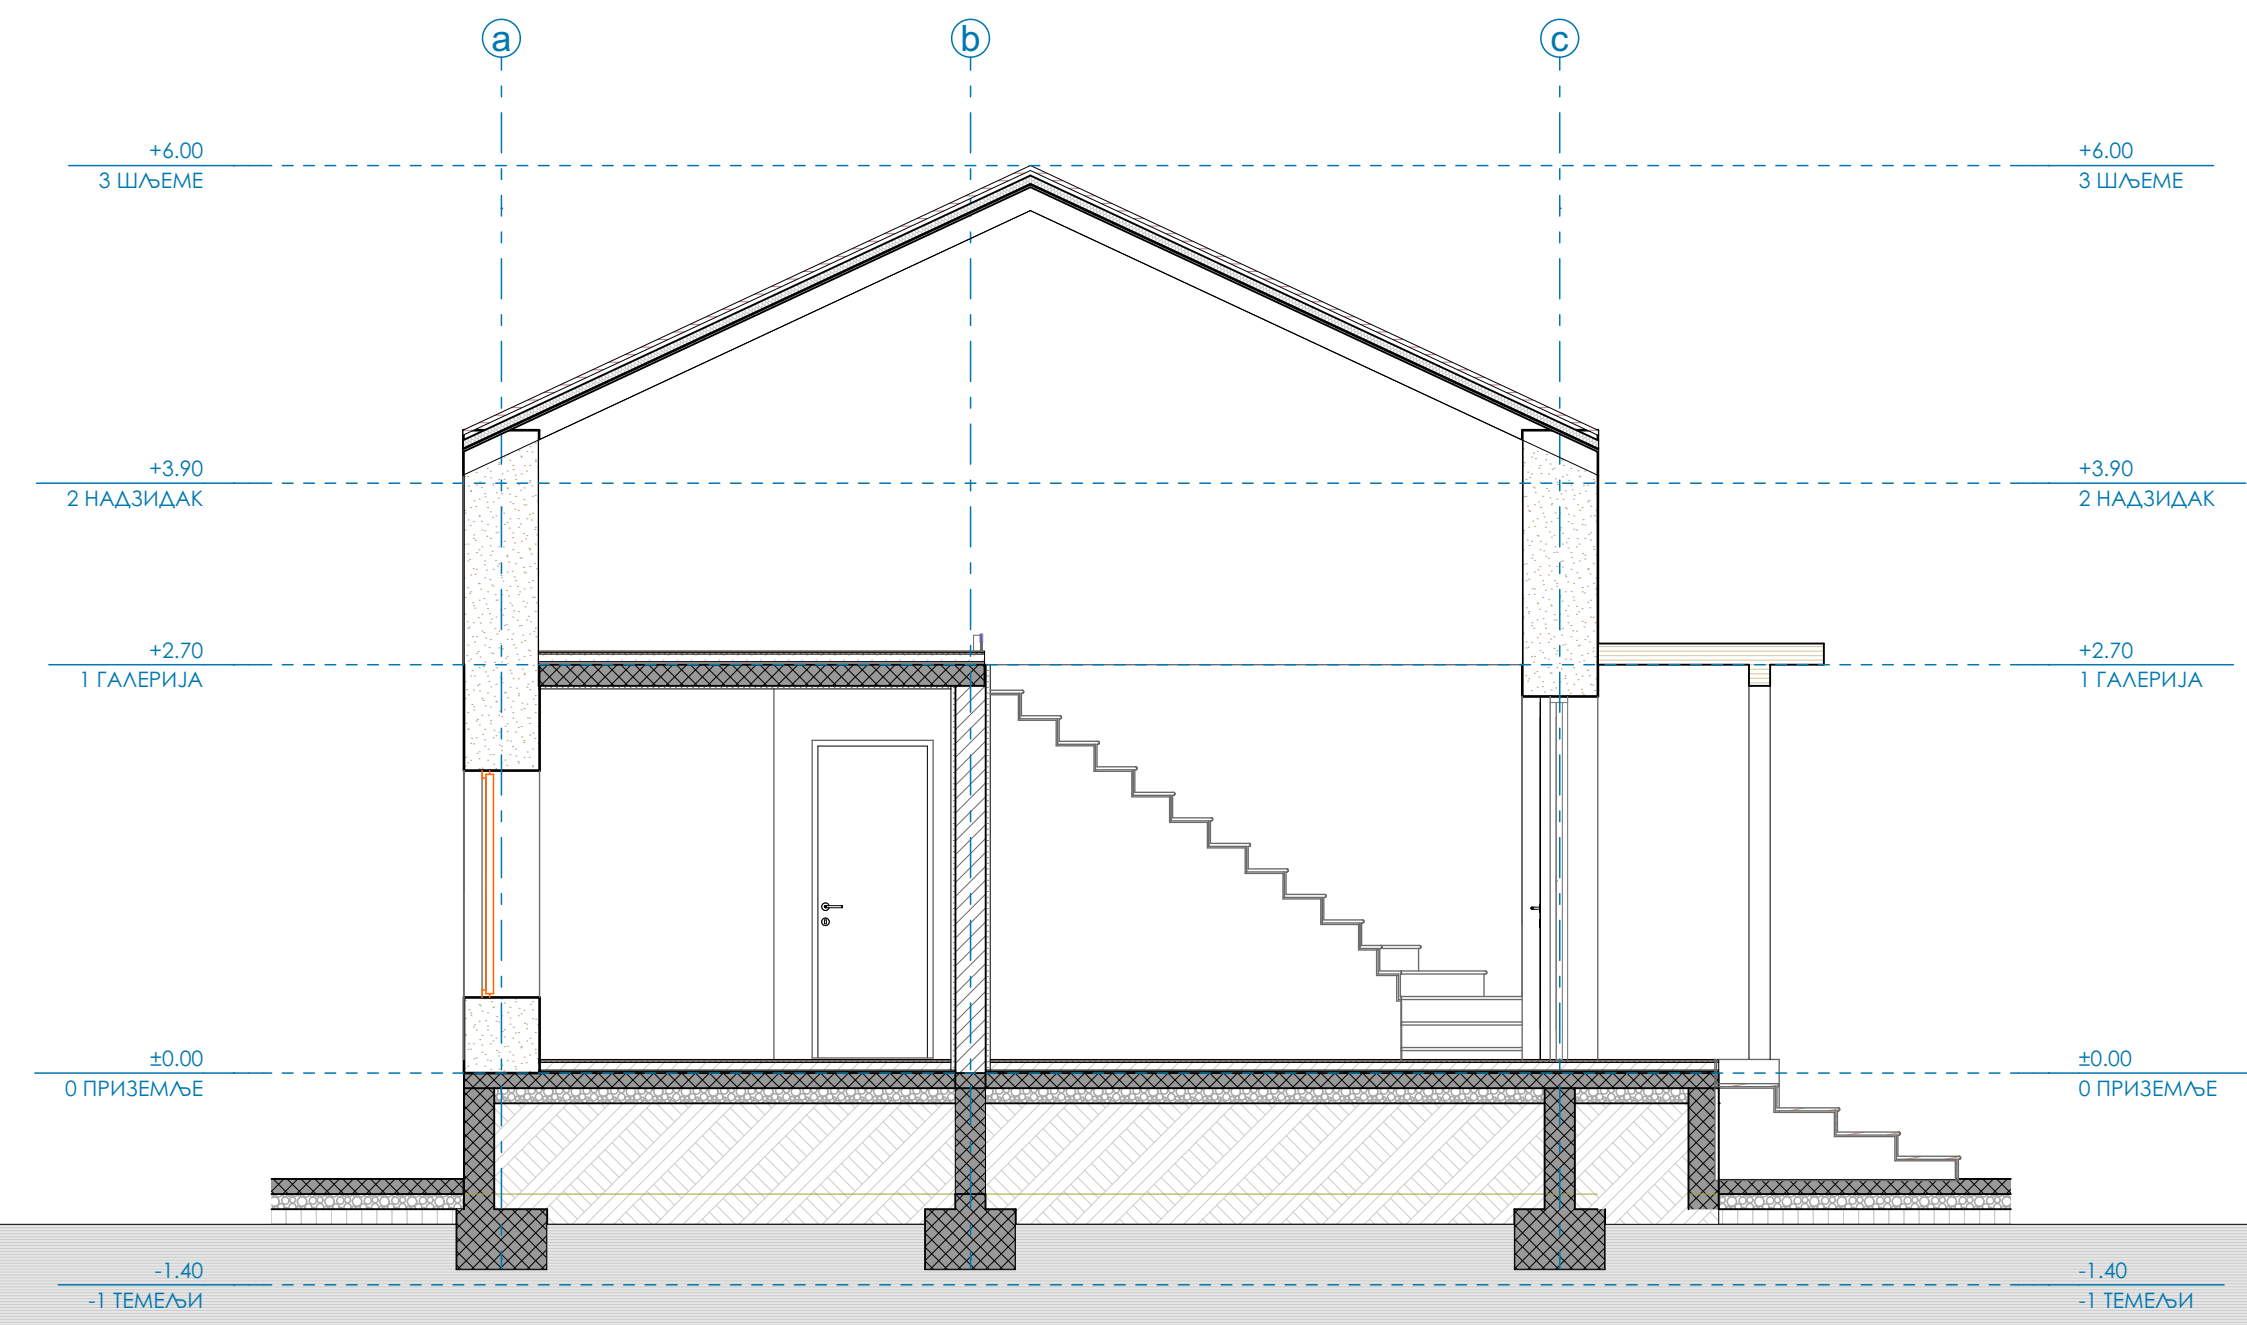 a b c
+6.00 +6.00
3 ШЉЕМЕ 3 ШЉЕМЕ
+3.90 +3.90
2 НАДЗИДАК 2 НАДЗИДАК
+2.70 +2.70
1 ГАЛЕРИЈА 1 ГАЛЕРИЈА
±0.00 ±0.00
0 ПРИЗЕМЉЕ 0 ПРИЗЕМЉЕ
-1.40 -1.40
-1 ТЕМЕЉИ -1 ТЕМЕЉИ